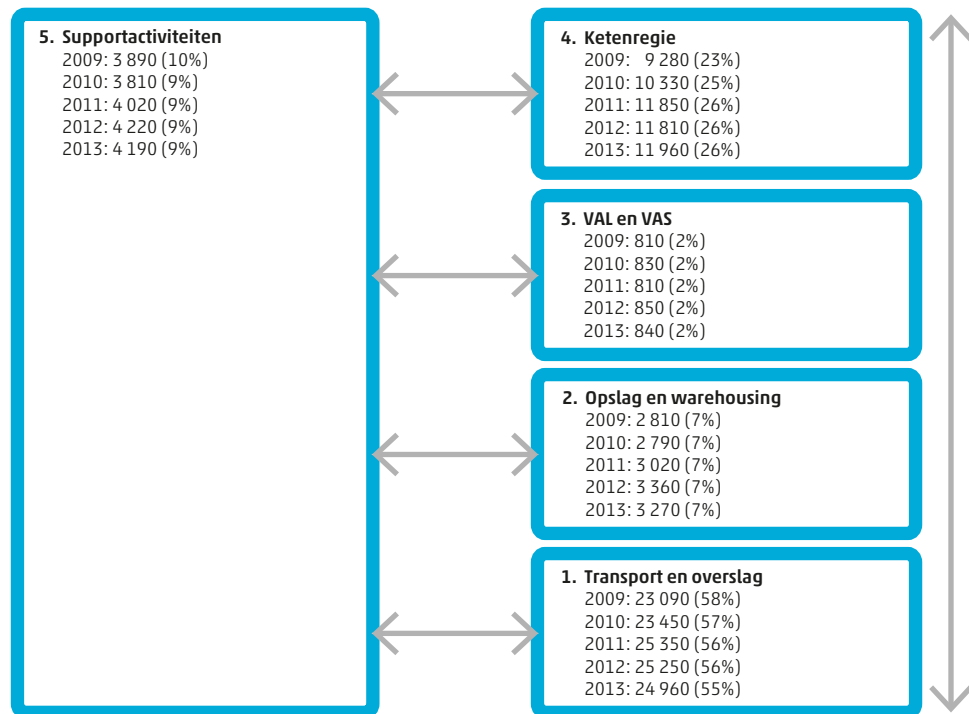 5. Supportactiviteiten
2009: 3 890 (10%)
2010: 3 810 (9%)
2011: 4 020 (9%)
2012: 4 220 (9%)
2013: 4 190 (9%)
4. Ketenregie
2009: 9 280 (23%)
2010: 10 330 (25%)
2011: 11 850 (26%)
2012: 11 810 (26%)
2013: 11 960 (26%)
3. VAL en VAS
2009: 810 (2%)
2010: 830 (2%)
2011: 810 (2%)
2012: 850 (2%)
2013: 840 (2%)
2. Opslag en warehousing
2009: 2 810 (7%)
2010: 2 790 (7%)
2011: 3 020 (7%)
2012: 3 360 (7%)
2013: 3 270 (7%)
1. Transport en overslag
2009: 23 090 (58%)
2010: 23 450 (57%)
2011: 25 350 (56%)
2012: 25 250 (56%)
2013: 24 960 (55%)